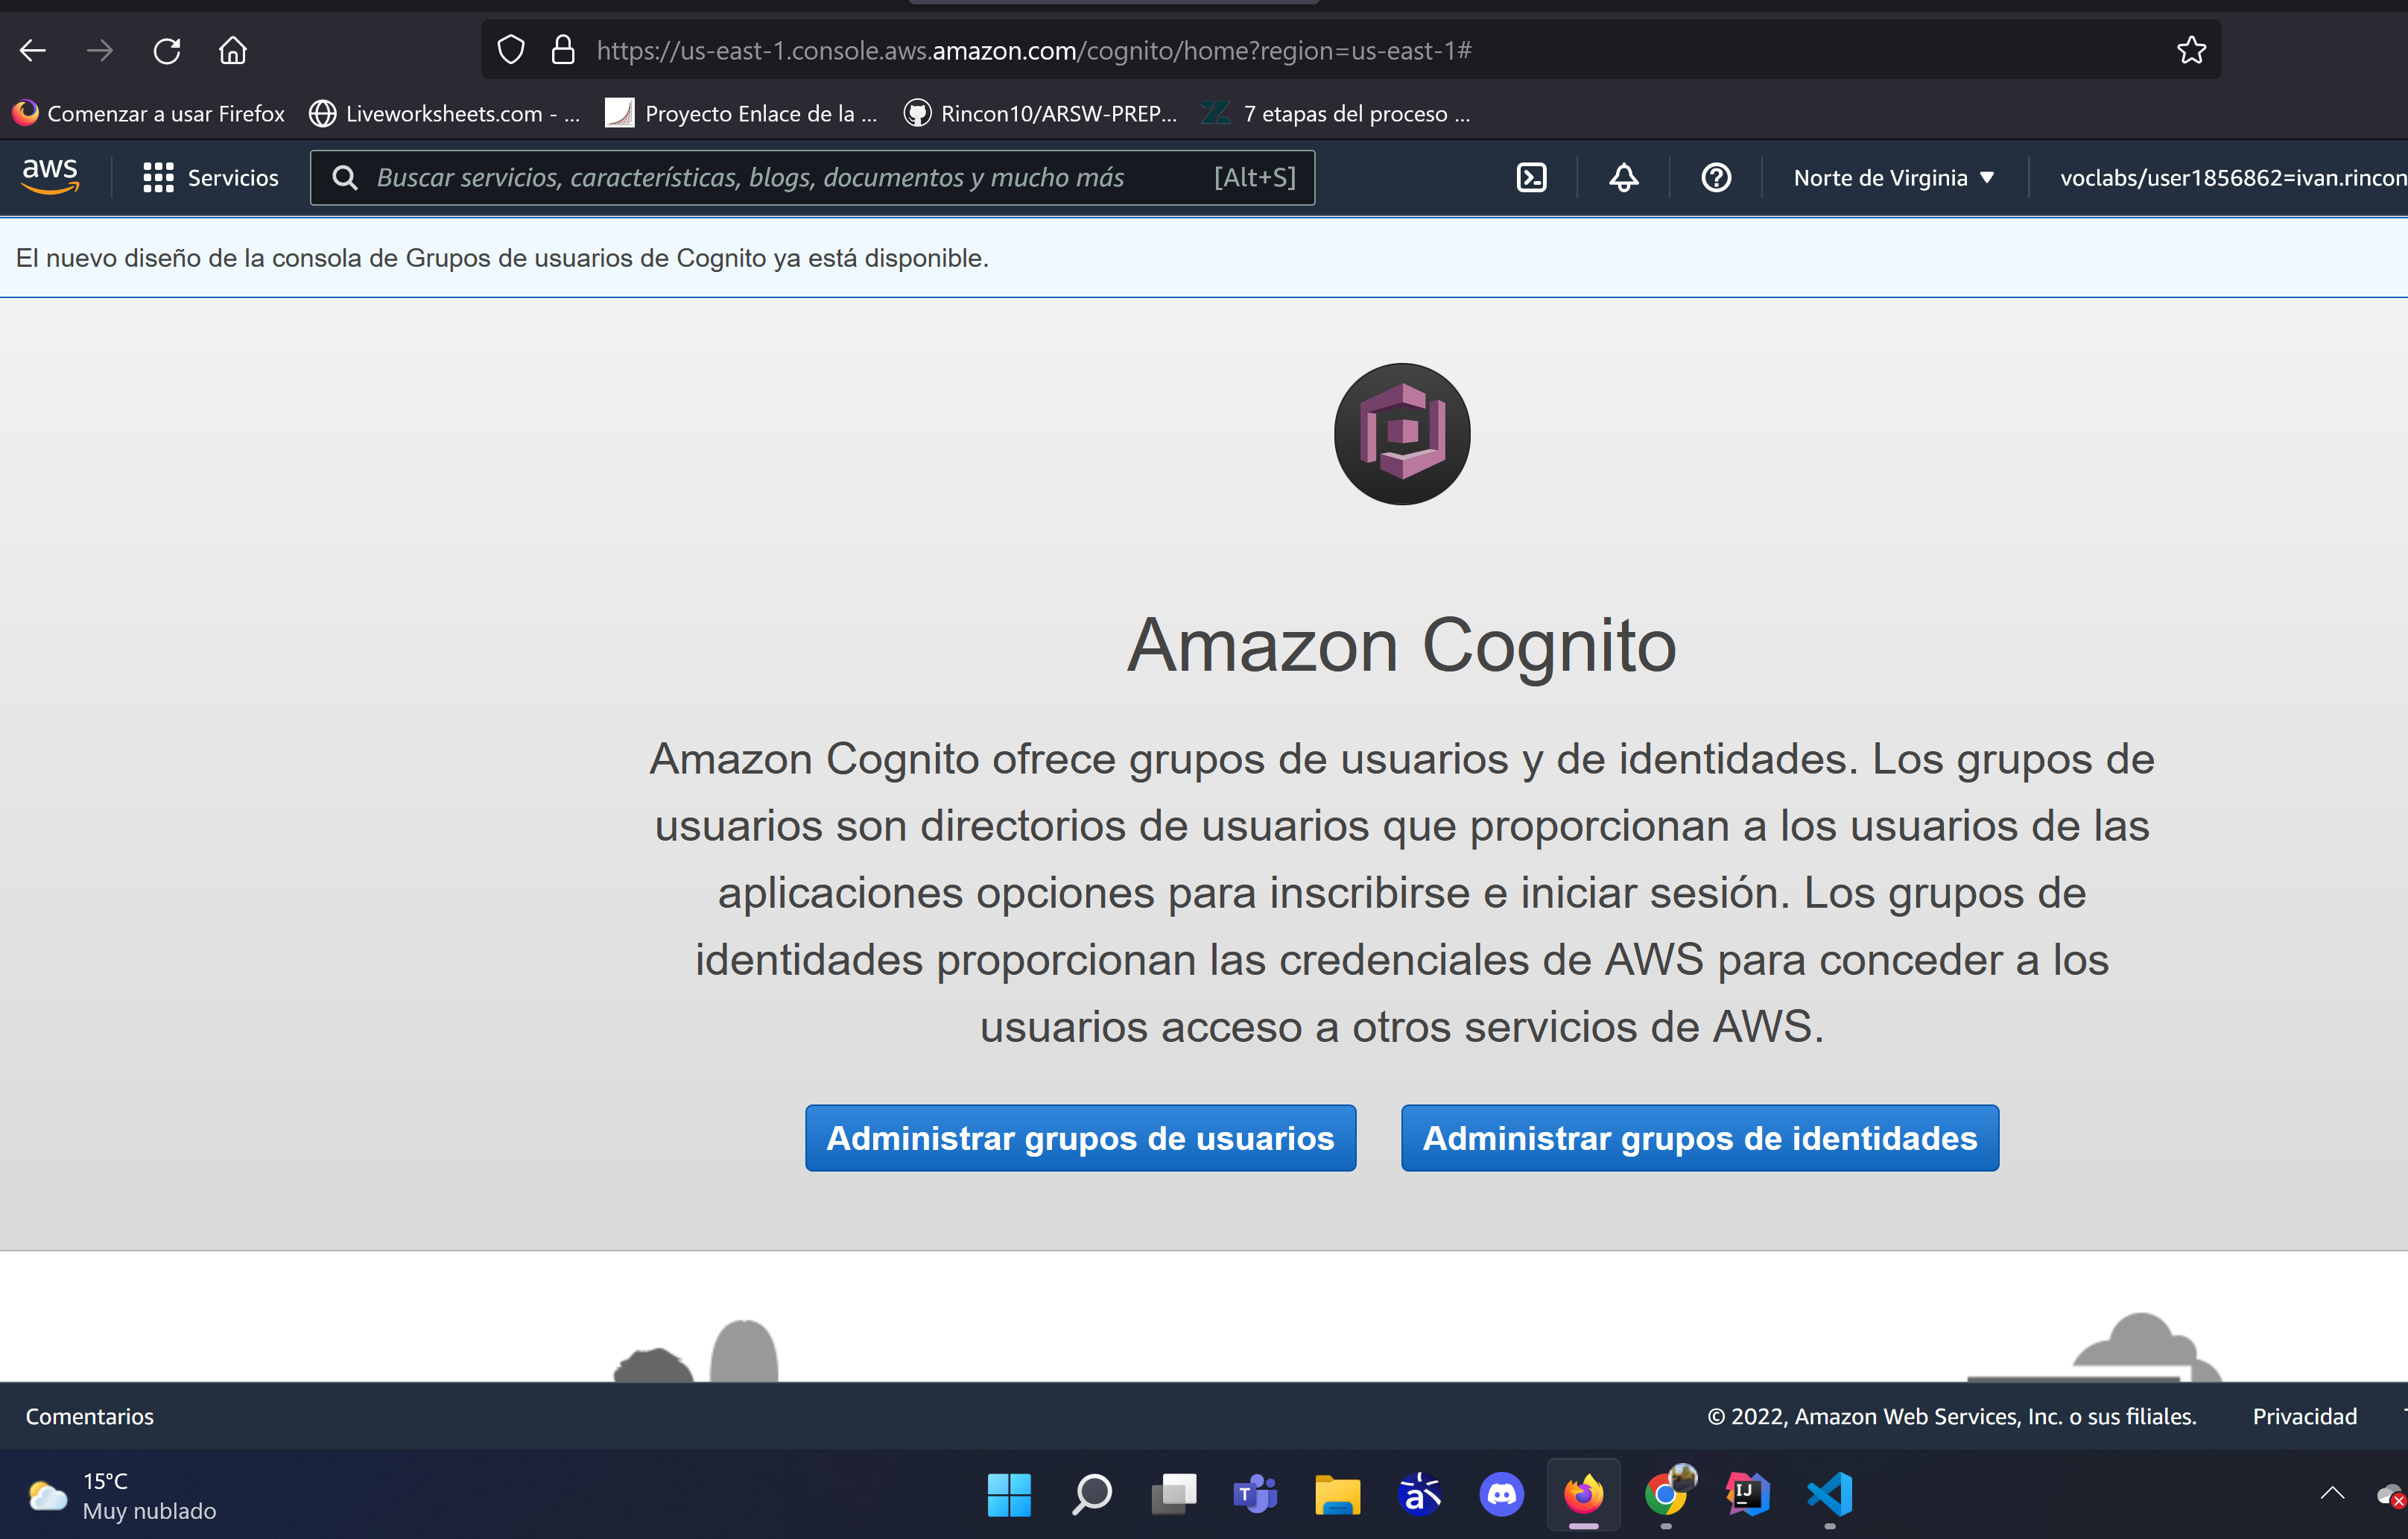 https://us-east-1.console.aws.amazon.com/cognito/home?region=us-east-1#
Comenzar a usar Firefox
Liveworksheets.com - ...
Proyecto Enlace de la ...
Rincon10/ARSW-PREP...
7 etapas del proceso ...
aws
Servicios
Buscar servicios, características, blogs, documentos y mucho más
[Alt+S]
Norte de Virginia
voclabs/user1856862=ivan.rincon
El nuevo diseño de la consola de Grupos de usuarios de Cognito ya está disponible.
Amazon Cognito
Amazon Cognito ofrece grupos de usuarios y de identidades. Los grupos de
usuarios son directorios de usuarios que proporcionan a los usuarios de las
aplicaciones opciones para inscribirse e iniciar sesión. Los grupos de
identidades proporcionan las credenciales de AWS para conceder a los
usuarios acceso a otros servicios de AWS.
Administrar grupos de usuarios
Administrar grupos de identidades
Comentarios
© 2022, Amazon Web Services, Inc. o sus filiales.
Privacidad
15°C
Muy nublado